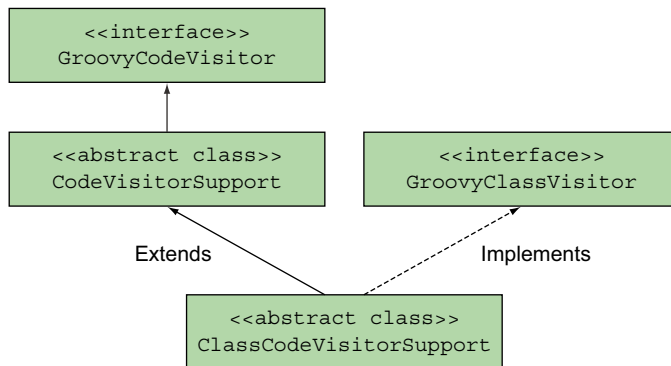 <<interface>>
GroovyCodeVisitor
<<abstract class>>
CodeVisitorSupport
<<interface>>
GroovyClassVisitor
Extends
Implements
<<abstract class>>
ClassCodeVisitorSupport